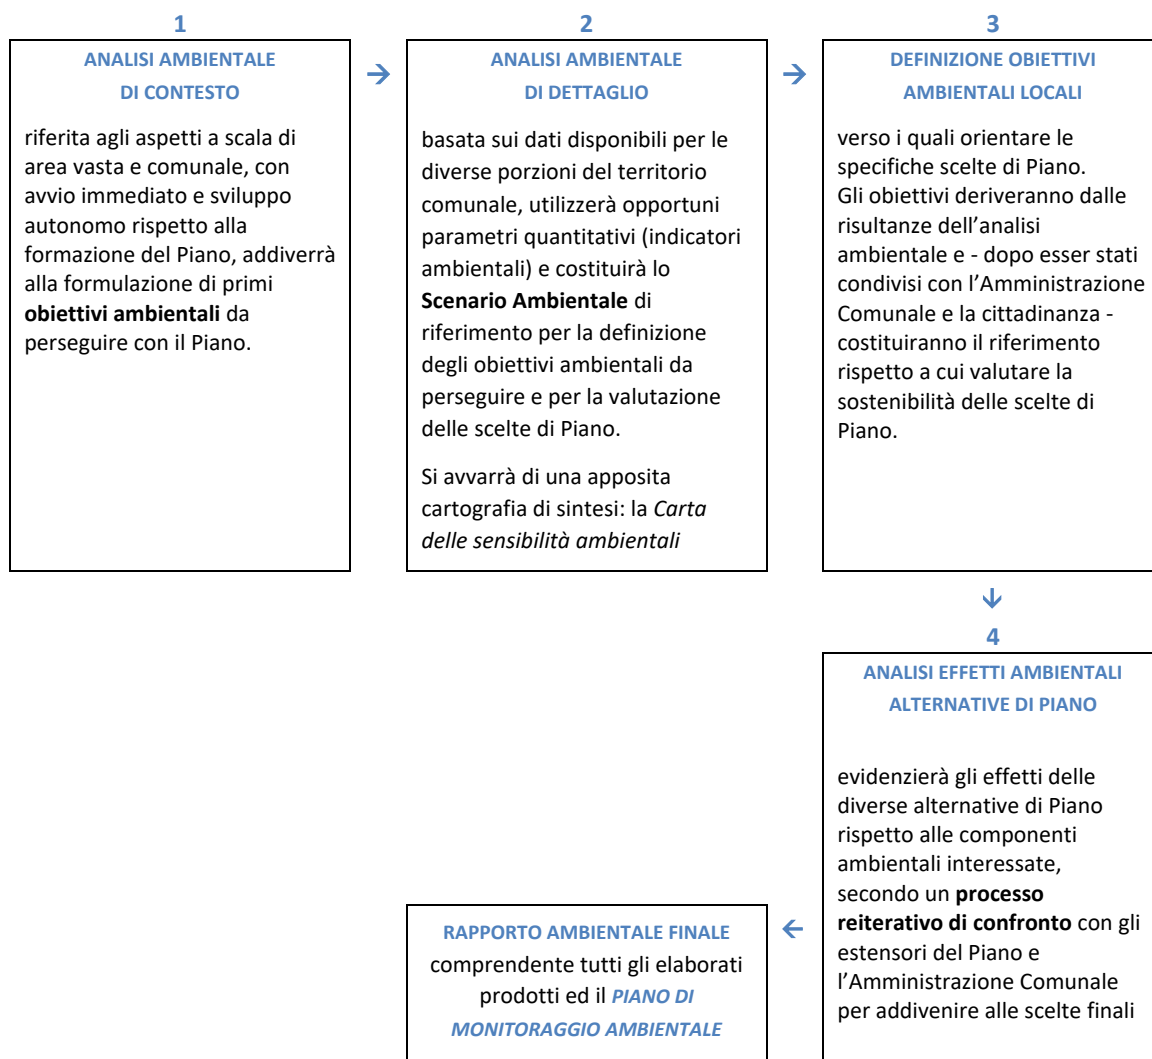 1
ANALISI AMBIENTALE
DI CONTESTO
riferita agli aspetti a scala di
area vasta e comunale, con
avvio immediato e sviluppo
autonomo rispetto alla
formazione del Piano, addiverrà
alla formulazione di primi
obiettivi ambientali da
perseguire con il Piano.
→
2
ANALISI AMBIENTALE
DI DETTAGLIO
basata sui dati disponibili per le
diverse porzioni del territorio
comunale, utilizzerà opportuni
parametri quantitativi (indicatori
ambientali) e costituirà lo
Scenario Ambientale di
riferimento per la definizione
degli obiettivi ambientali da
perseguire e per la valutazione
delle scelte di Piano.
Si avvarrà di una apposita
cartografia di sintesi: la Carta
delle sensibilità ambientali
→
3
DEFINIZIONE OBIETTIVI
AMBIENTALI LOCALI
verso i quali orientare le
specifiche scelte di Piano.
Gli obiettivi deriveranno dalle
risultanze dell’analisi
ambientale e - dopo esser stati
condivisi con l’Amministrazione
Comunale e la cittadinanza -
costituiranno il riferimento
rispetto a cui valutare la
sostenibilità delle scelte di
Piano.
↓
4
ANALISI EFFETTI AMBIENTALI
ALTERNATIVE DI PIANO
evidenzierà gli effetti delle
diverse alternative di Piano
rispetto alle componenti
ambientali interessate,
secondo un processo
reiterativo di confronto con gli
estensori del Piano e
l’Amministrazione Comunale
per addivenire alle scelte finali
←
RAPPORTO AMBIENTALE FINALE
comprendente tutti gli elaborati
prodotti ed il PIANO DI
MONITORAGGIO AMBIENTALE